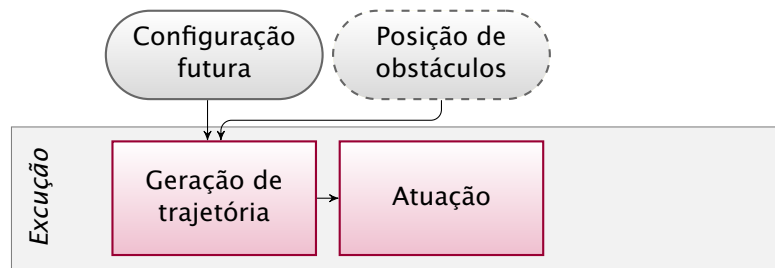 Configuração
futura
Posição de
obstáculos
Excução
Geração de
trajetória
Atuação